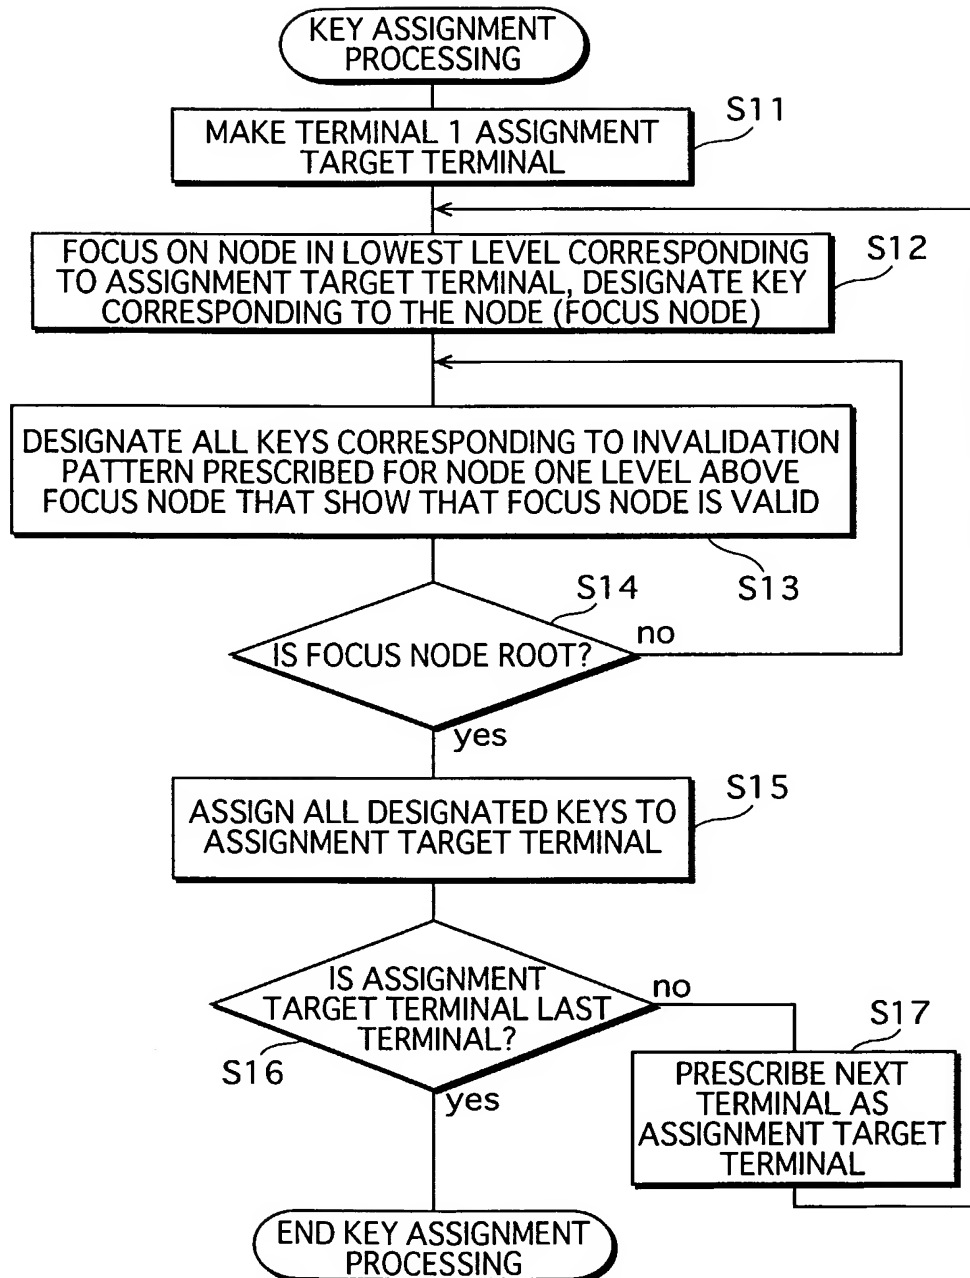 KEY ASSIGNMENT
PROCESSING
S11
MAKE TERMINAL 1 ASSIGNMENT
TARGET TERMINAL
S12
FOCUS ON NODE IN LOWEST LEVEL CORRESPONDING
TO ASSIGNMENT TARGET TERMINAL, DESIGNATE KEY
CORRESPONDING TO THE NODE (FOCUS NODE)
DESIGNATE ALL KEYS CORRESPONDING TO INVALIDATION
PATTERN PRESCRIBED FOR NODE ONE LEVEL ABOVE
FOCUS NODE THAT SHOW THAT FOCUS NODE IS VALID
S13
S14
IS FOCUS NODE ROOT?
no
yes
S15
ASSIGN ALL DESIGNATED KEYS TO
ASSIGNMENT TARGET TERMINAL
IS ASSIGNMENT
TARGET TERMINAL LAST
TERMINAL?
no
S16
yes
S17
PRESCRIBE NEXT
TERMINAL AS
ASSIGNMENT TARGET
TERMINAL
END KEY ASSIGNMENT
PROCESSING